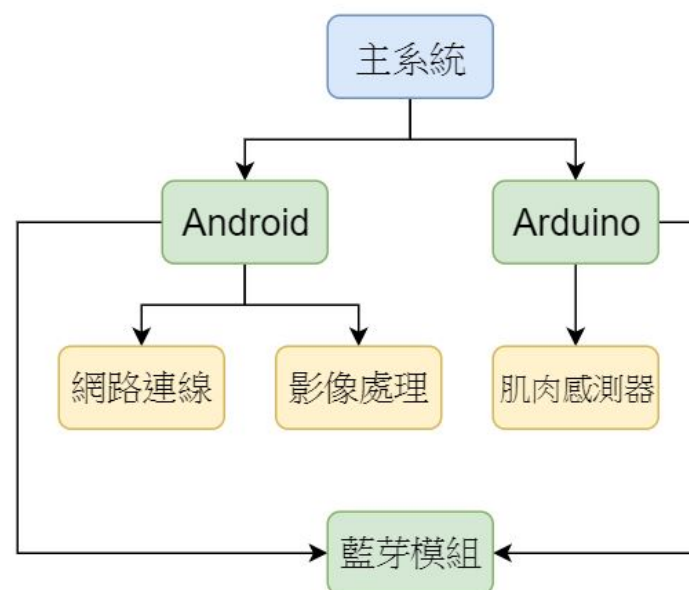 主系統
Android
Arduino
網路連線
影像處理
肌肉感測器
藍芽模組